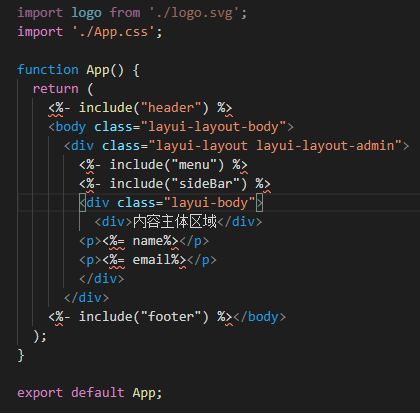 import logo from './logo.svg';
import './App.css';

function App() {
  return (
    <%- include("header") %>
    <body class="layui-layout-body">
      <div class="layui-layout layui-layout-admin">
        <%- include("menu") %>
        <%- include("sideBar") %>
        <div class="layui-body">
          <div>内容主体区域</div>
        <p><%= name%></p>
        <p><%= email%></p>
        </div>
      </div>
    <%- include("footer") %></body>
  );
}

export default App;